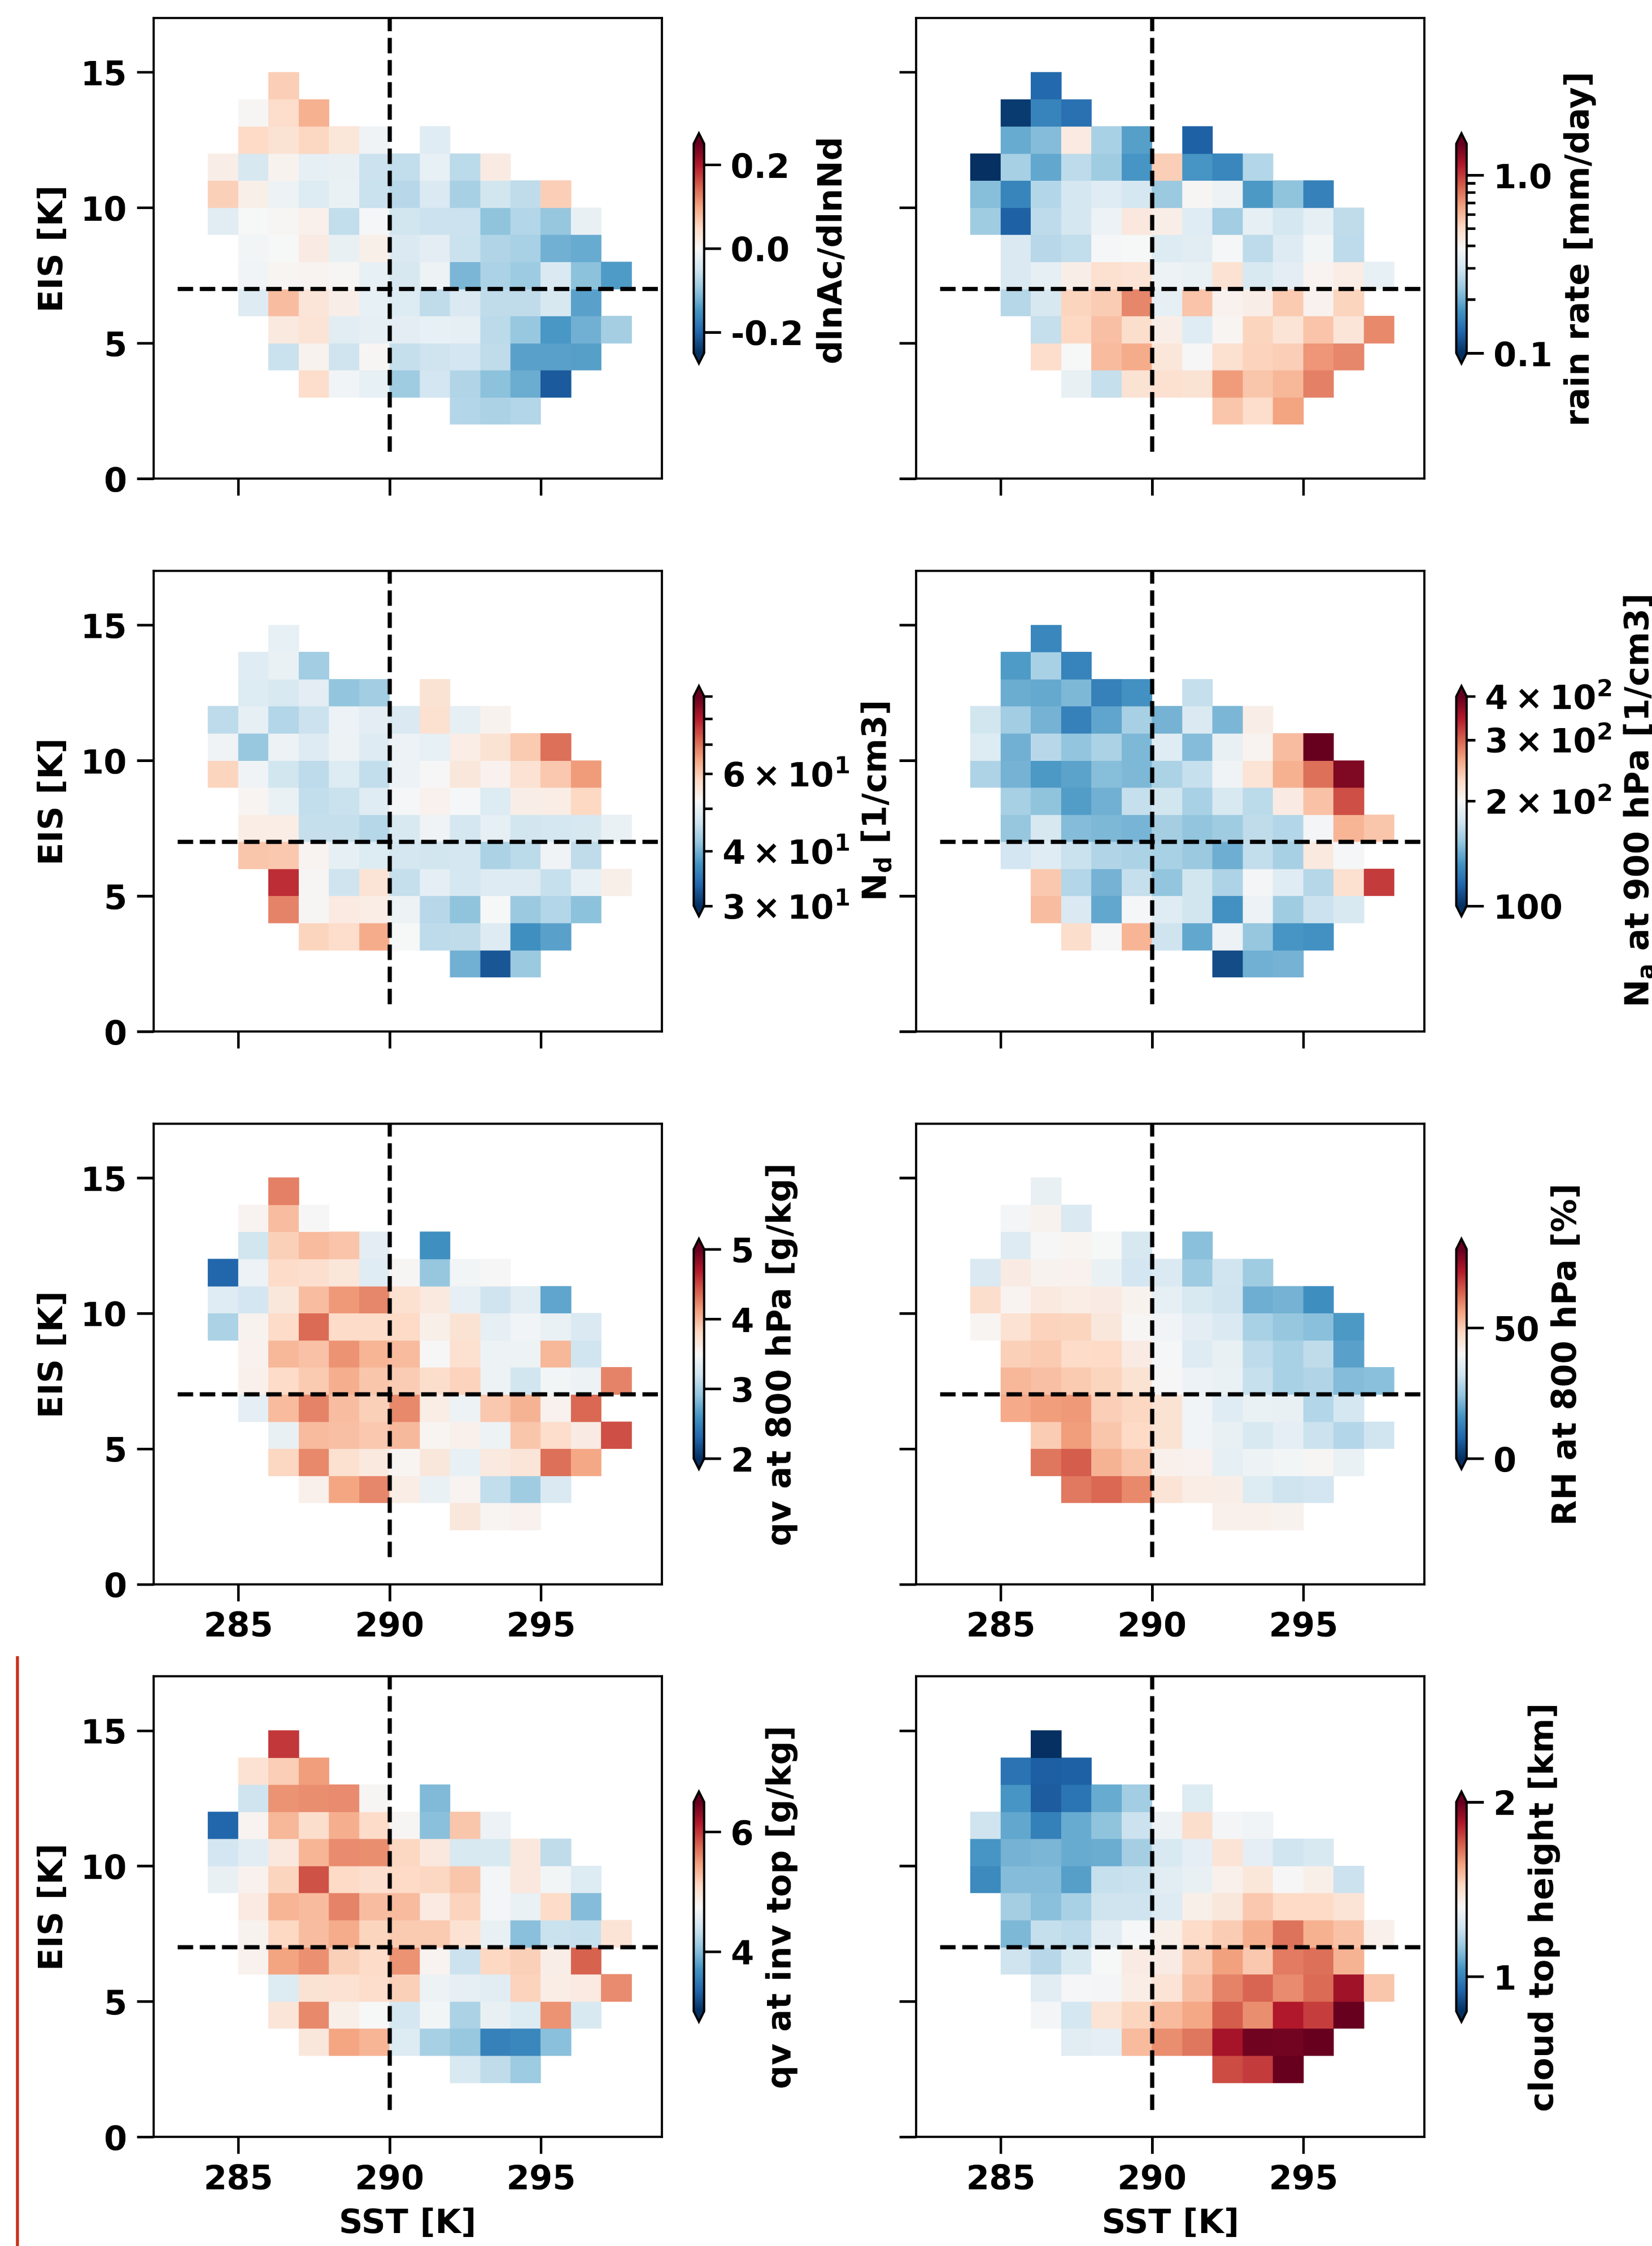 15
10
5
0
EIS [K]
0.2
0.0
-0.2
dlnAc/dlnNd
1.0
0.1
rain rate [mm/day]
15
10
5
0
EIS [K]
6 × 10¹
4 × 10¹
3 × 10¹
N_d [1/cm3]
4 × 10²
3 × 10²
2 × 10²
100
N_a at 900 hPa [1/cm3]
15
10
5
0
EIS [K]
285 290 295
5
4
3
2
qv at 800 hPa [g/kg]
285 290 295
50
0
RH at 800 hPa [%]
15
10
5
0
EIS [K]
285 290 295
SST [K]
6
4
qv at inv top [g/kg]
285 290 295
SST [K]
2
1
cloud top height [km]